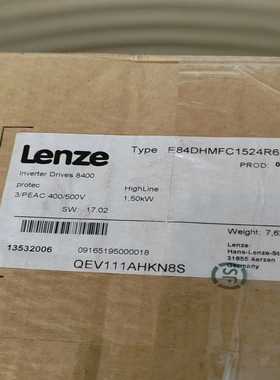 Lenze
Type E84DHMFC1524R6
PROD:
Inverter Drives 8400
protec HighLine
3/PEAC 400/500V 1,50kW
SW: 17.02
13532006 09165195000018
QEV111AHKN8S
Weight: 7,6
Lenze
Hans-Lenze-St
31855 Aerzen
Germany